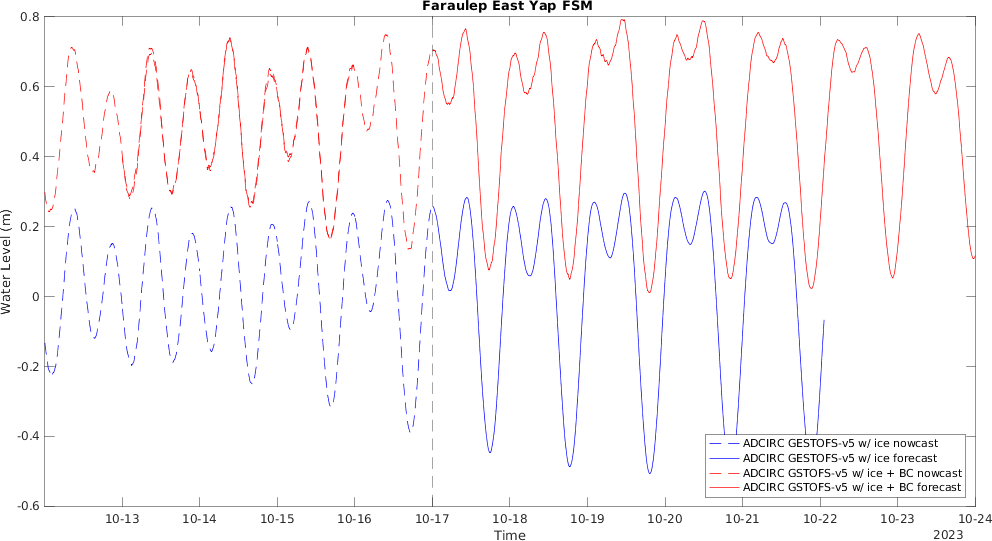 Faraulep East Yap FSM
0.8
0.6
0.4
0.2
0
-0.2
-0.4
-0.6
Water Level (m)
ADCIRC GESTOFS-v5 w/ ice nowcast
ADCIRC GESTOFS-v5 w/ ice forecast
ADCIRC GSTOFS-v5 w/ ice + BC nowcast
ADCIRC GSTOFS-v5 w/ ice + BC forecast
10-13 10-14 10-15 10-16 10-17 10-18 10-19 10-20 10-21 10-22 10-23 10-24
Time
2023